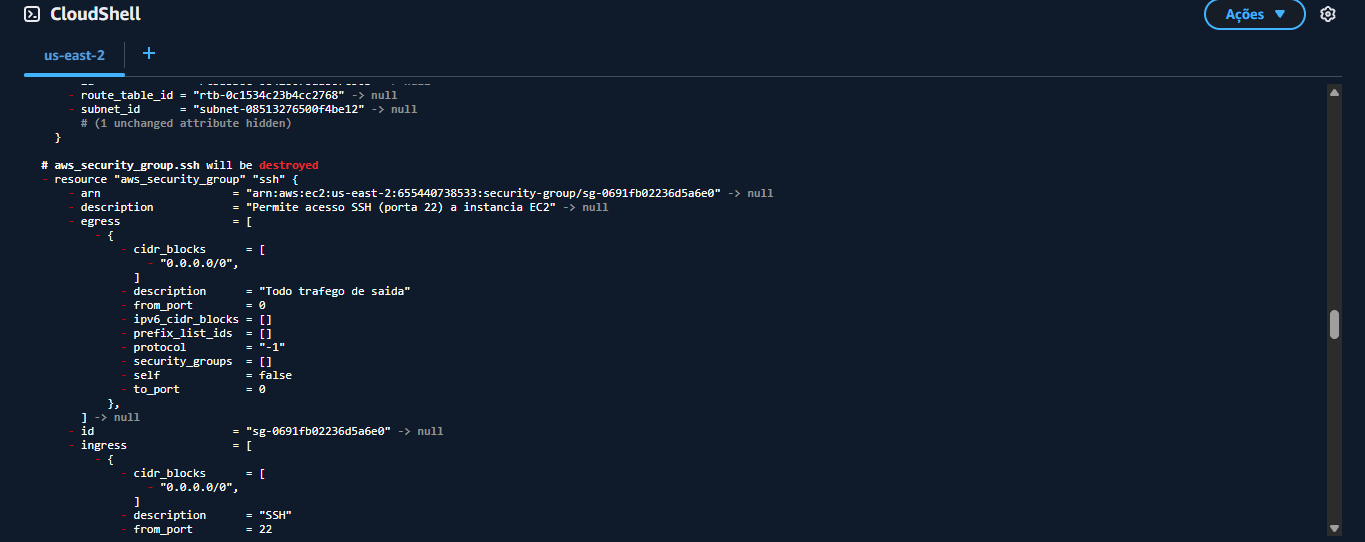 CloudShell
Ações
us-east-2
+
- route_table_id = "rtb-0c1534c23b4cc2768" -> null
- subnet_id      = "subnet-08513276500f4be12" -> null
# (1 unchanged attribute hidden)
}
# aws_security_group.ssh will be destroyed
- resource "aws_security_group" "ssh" {
- arn                    = "arn:aws:ec2:us-east-2:655440738533:security-group/sg-0691fb02236d5a6e0" -> null
- description            = "Permite acesso SSH (porta 22) a instancia EC2" -> null
- egress                 = [
- {
- cidr_blocks      = [
- "0.0.0.0/0",
]
- description      = "Todo trafego de saida"
- from_port        = 0
- ipv6_cidr_blocks = []
- prefix_list_ids  = []
- protocol         = "-1"
- security_groups  = []
- self             = false
- to_port          = 0
},
] -> null
- id                     = "sg-0691fb02236d5a6e0" -> null
- ingress                = [
- {
- cidr_blocks      = [
- "0.0.0.0/0",
]
- description      = "SSH"
- from_port        = 22